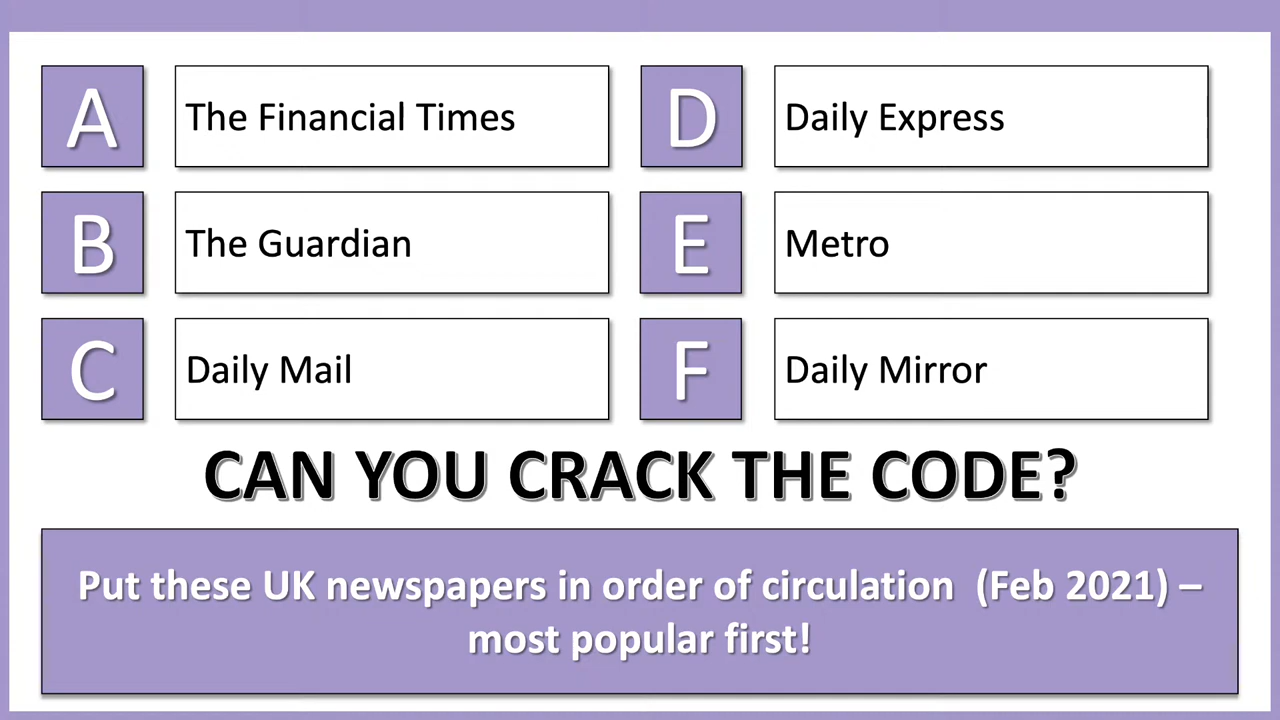 A The Financial Times
D Daily Express
B The Guardian
E Metro
C Daily Mail
F Daily Mirror
CAN YOU CRACK THE CODE?
Put these UK newspapers in order of circulation  (Feb 2021) –
most popular first!